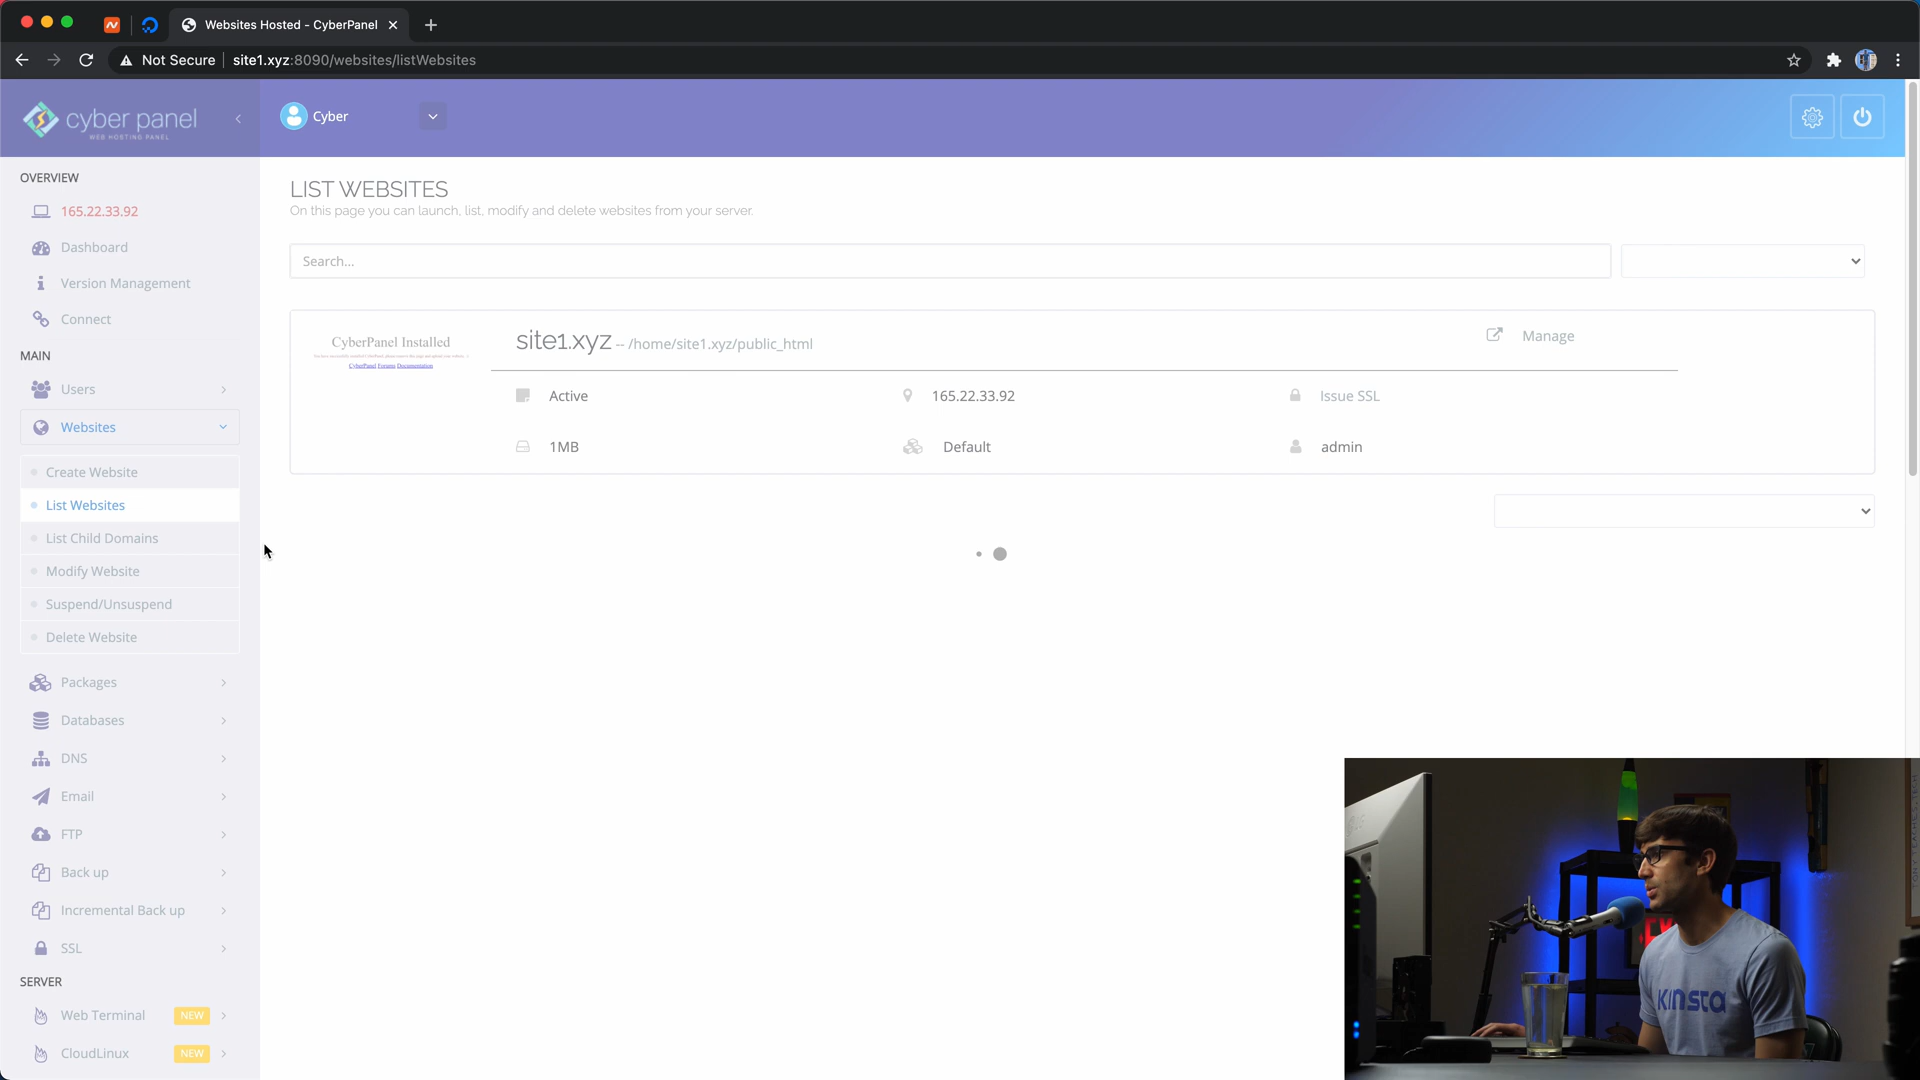 Websites Hosted - CyberPanel
Not Secure
site1.xyz:8090/websites/listWebsites
cyber panel
WEB HOSTING PANEL
Cyber
OVERVIEW
165.22.33.92
Dashboard
Version Management
Connect
MAIN
Users
Websites
Create Website
List Websites
List Child Domains
Modify Website
Suspend/Unsuspend
Delete Website
Packages
Databases
DNS
Email
FTP
Back up
Incremental Back up
SSL
SERVER
Web Terminal NEW
CloudLinux NEW
LIST WEBSITES
On this page you can launch, list, modify and delete websites from your server.
Search...
CyberPanel Installed
CyberPanel Forums Documentation
site1.xyz -- /home/site1.xyz/public_html
Manage
Active
165.22.33.92
Issue SSL
1MB
Default
admin
KINSTA